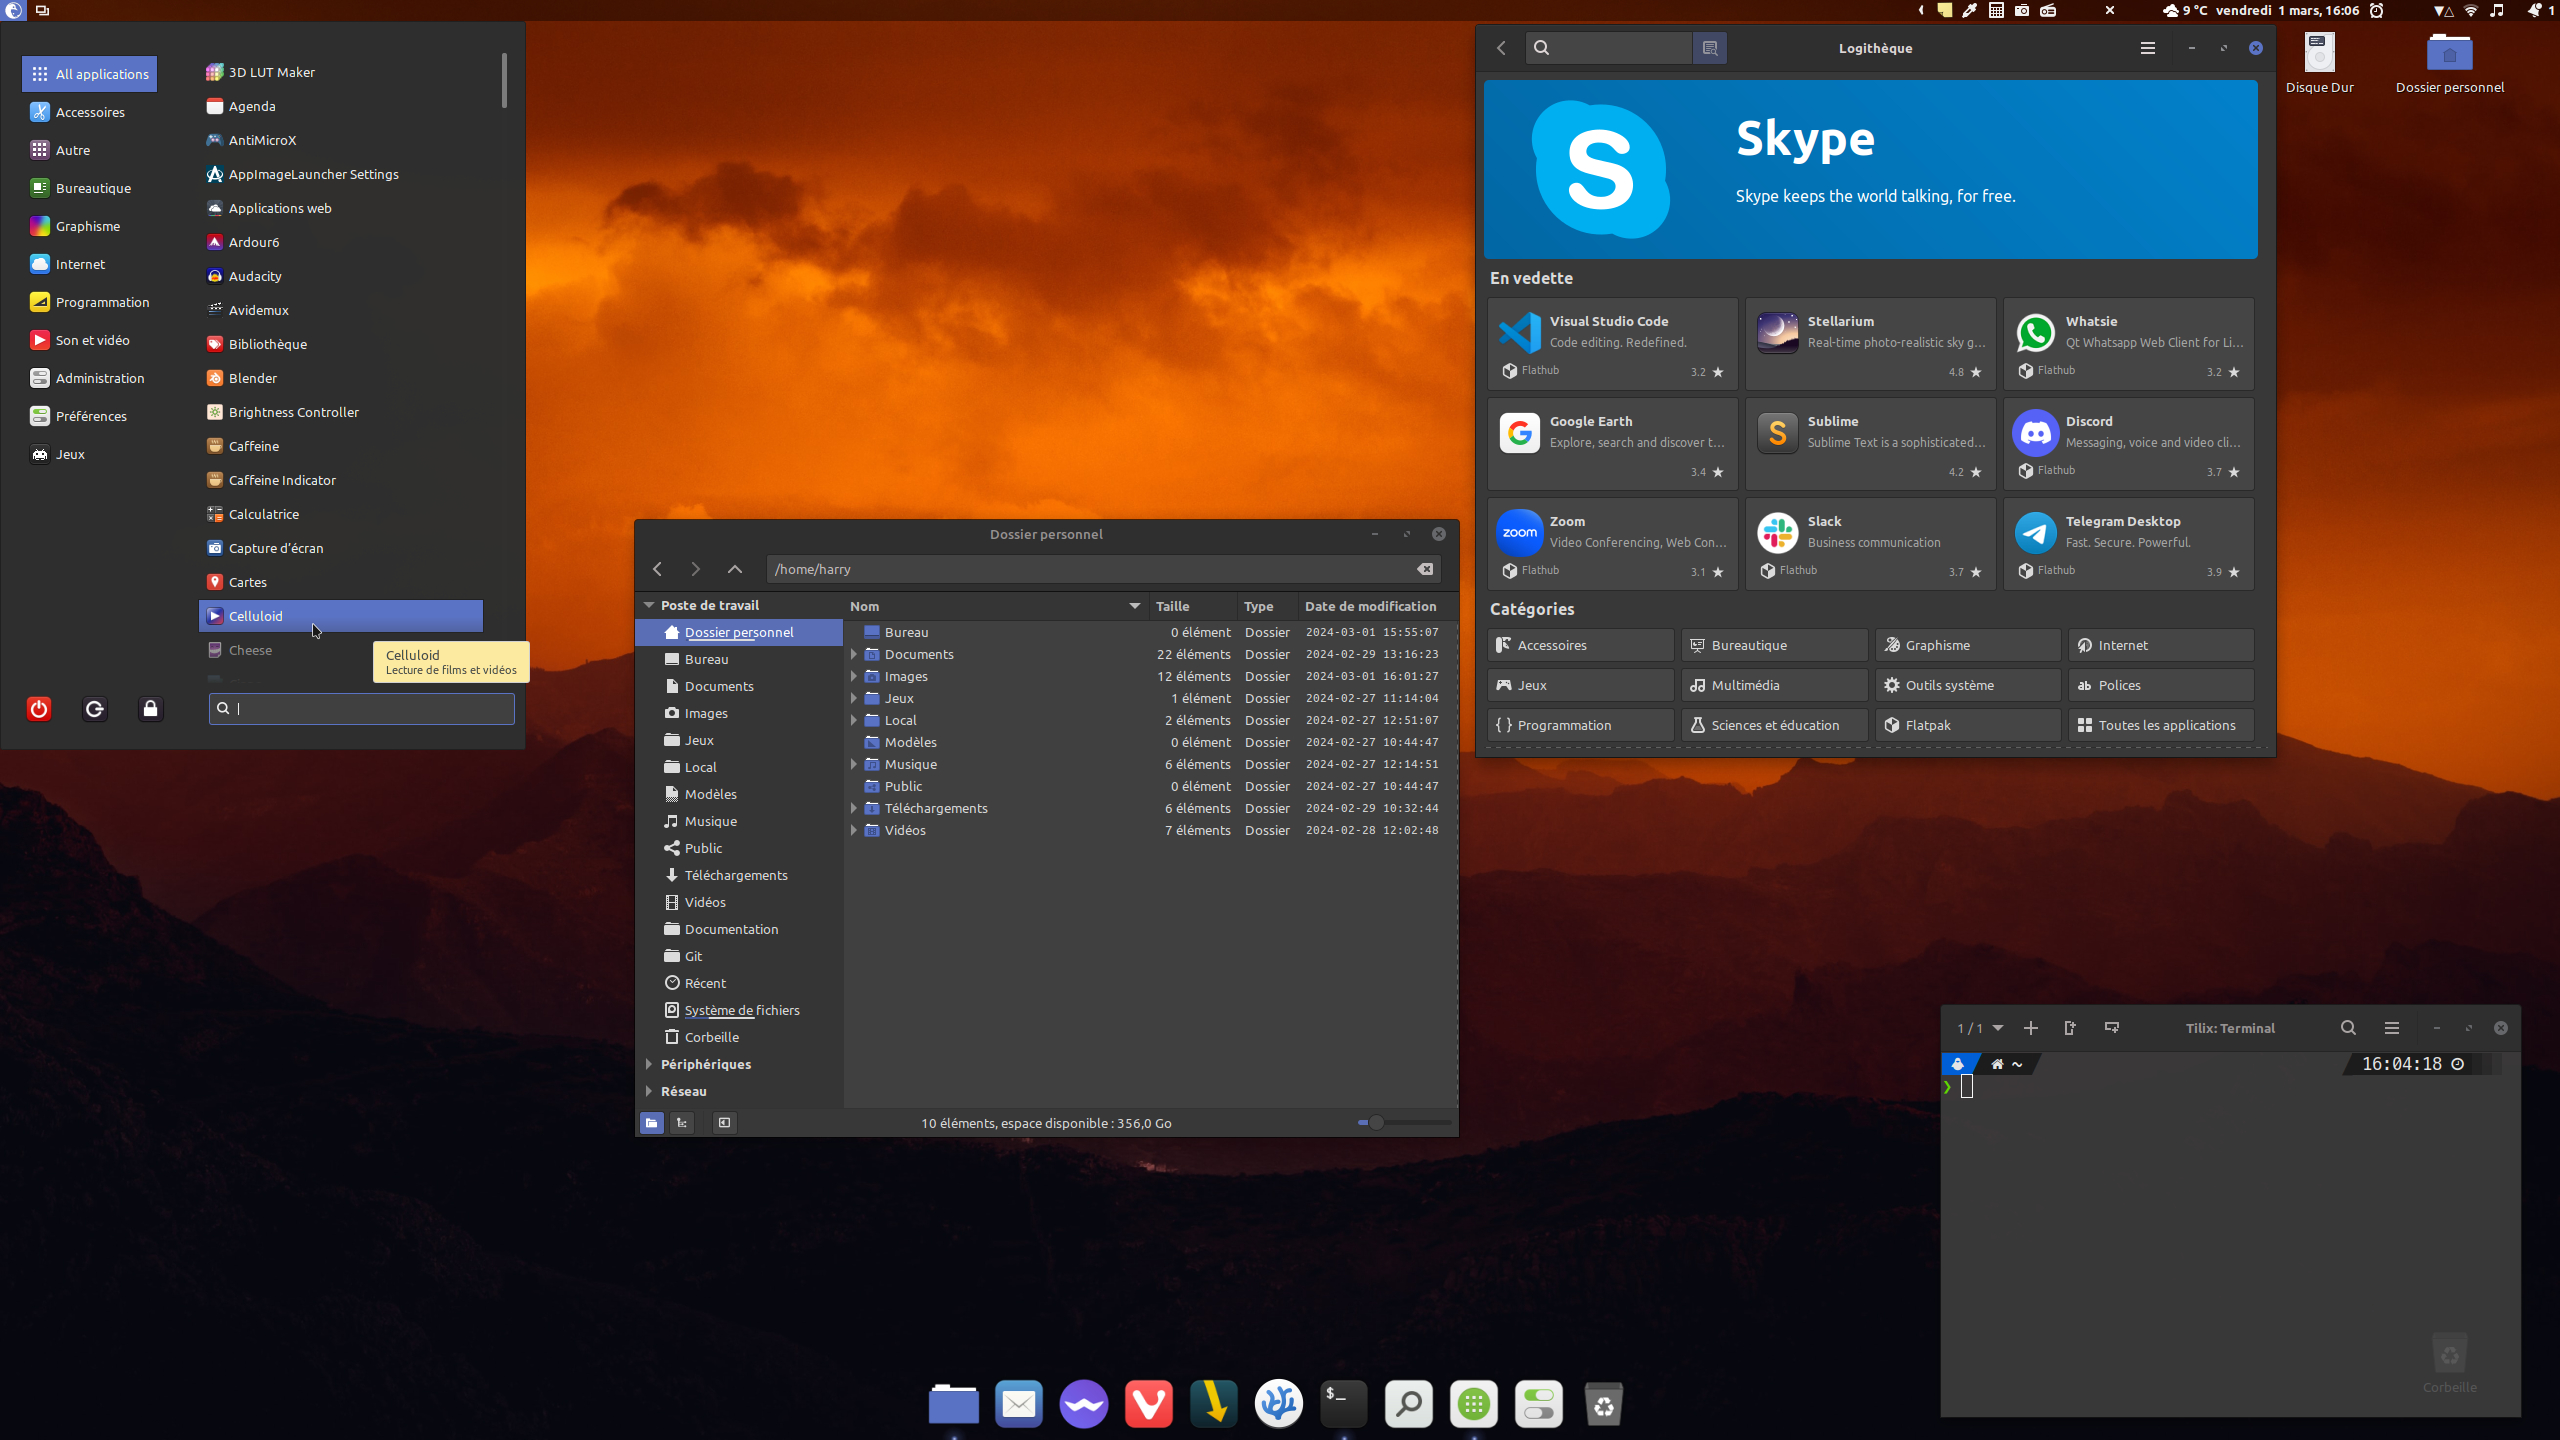 9 °C vendredi 1 mars, 16:06
1
All applications
Accessoires
Autre
Bureautique
Graphisme
Internet
Programmation
Son et vidéo
Administration
Préférences
Jeux
3D LUT Maker
Agenda
AntiMicroX
AppImageLauncher Settings
Applications web
Ardour6
Audacity
Avidemux
Bibliothèque
Blender
Brightness Controller
Caffeine
Caffeine Indicator
Calculatrice
Capture d’écran
Cartes
Celluloid
Cheese
Celluloid
Lecture de films et vidéos
Dossier personnel
/home/harry
Poste de travail
Dossier personnel
Bureau
Documents
Images
Jeux
Local
Modèles
Musique
Public
Téléchargements
Vidéos
Documentation
Git
Récent
Système de fichiers
Corbeille
Périphériques
Réseau
Nom Taille Type Date de modification
Bureau 0 élément Dossier 2024-03-01 15:55:07
Documents 22 éléments Dossier 2024-02-29 13:16:23
Images 12 éléments Dossier 2024-03-01 16:01:27
Jeux 1 élément Dossier 2024-02-27 11:14:04
Local 2 éléments Dossier 2024-02-27 12:51:07
Modèles 0 élément Dossier 2024-02-27 10:44:47
Musique 6 éléments Dossier 2024-02-27 12:14:51
Public 0 élément Dossier 2024-02-27 10:44:47
Téléchargements 6 éléments Dossier 2024-02-29 10:32:44
Vidéos 7 éléments Dossier 2024-02-28 12:02:48
10 éléments, espace disponible : 356,0 Go
Logithèque
Skype
Skype keeps the world talking, for free.
En vedette
Visual Studio Code
Code editing. Redefined.
Flathub 3.2 ★
Stellarium
Real-time photo-realistic sky g…
4.8 ★
Whatsie
Qt Whatsapp Web Client for Li…
Flathub 3.2 ★
Google Earth
Explore, search and discover t…
3.4 ★
Sublime
Sublime Text is a sophisticated…
4.2 ★
Discord
Messaging, voice and video cli…
Flathub 3.7 ★
zoom
Zoom
Video Conferencing, Web Con…
Flathub 3.1 ★
Slack
Business communication
Flathub 3.7 ★
Telegram Desktop
Fast. Secure. Powerful.
Flathub 3.9 ★
Catégories
Accessoires Bureautique Graphisme Internet
Jeux Multimédia Outils système ab Polices
{ } Programmation Sciences et éducation Flatpak Toutes les applications
Disque Dur
Dossier personnel
1 / 1 Tilix: Terminal
~ 16:04:18
❯
Corbeille
$_